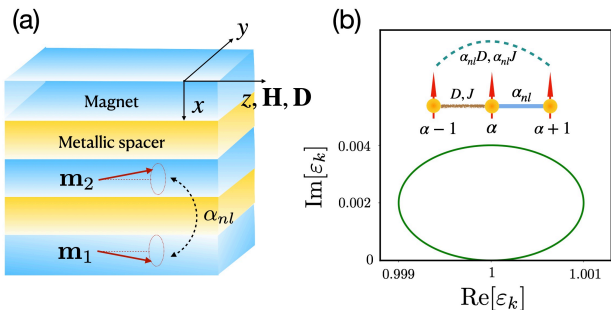 (a)
y
Magnet
x
z, H, D
Metallic spacer
m₂
αₙₗ
m₁
(b)
αₙₗD, αₙₗJ
D, J
αₙₗ
α − 1
α
α + 1
Im[εₖ]
0.004
0.002
0
0.999
1
1.001
Re[εₖ]